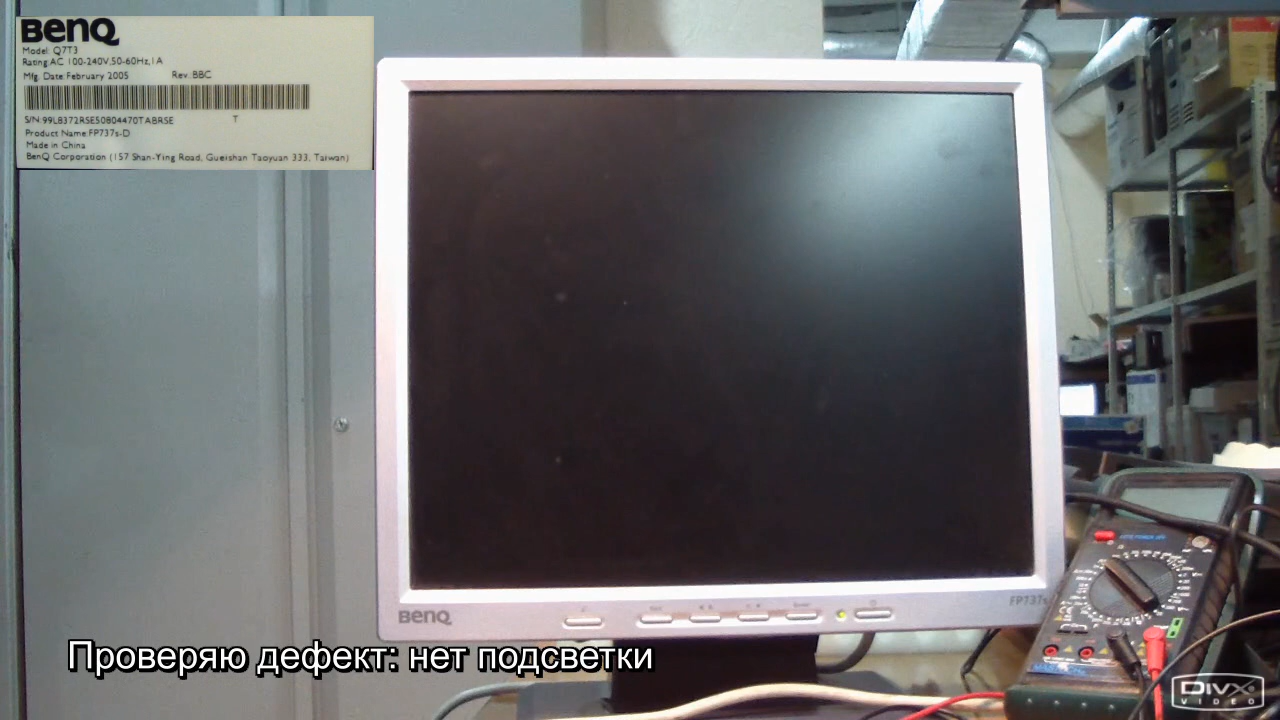 BenQ
Model: Q7T3
Rating:AC 100-240V,50-60Hz,1A
Mfg. Date:February 2005 Rev.:BBC
S/N:99L8372RSE50804470TABRSE T
Product Name:FP737s-D
Made in China
BenQ Corporation (157 Shan-Ying Road, Gueishan Taoyuan 333, Taiwan)
BenQ
FP737s
Проверяю дефект: нет подсветки
DivX
VIDEO